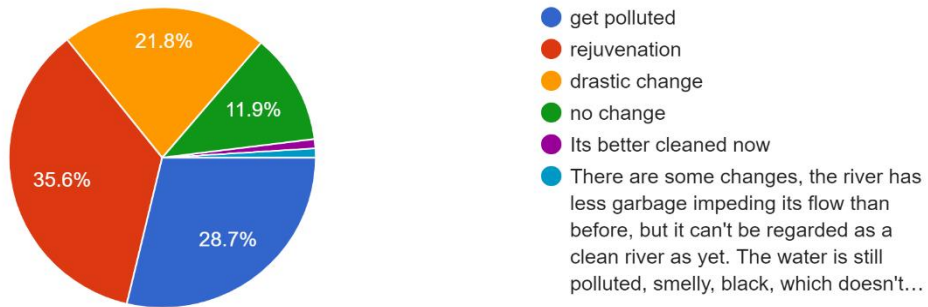 21.8%
11.9%
35.6%
28.7%
get polluted
rejuvenation
drastic change
no change
Its better cleaned now
There are some changes, the river has
less garbage impeding its flow than
before, but it can't be regarded as a
clean river as yet. The water is still
polluted, smelly, black, which doesn't…